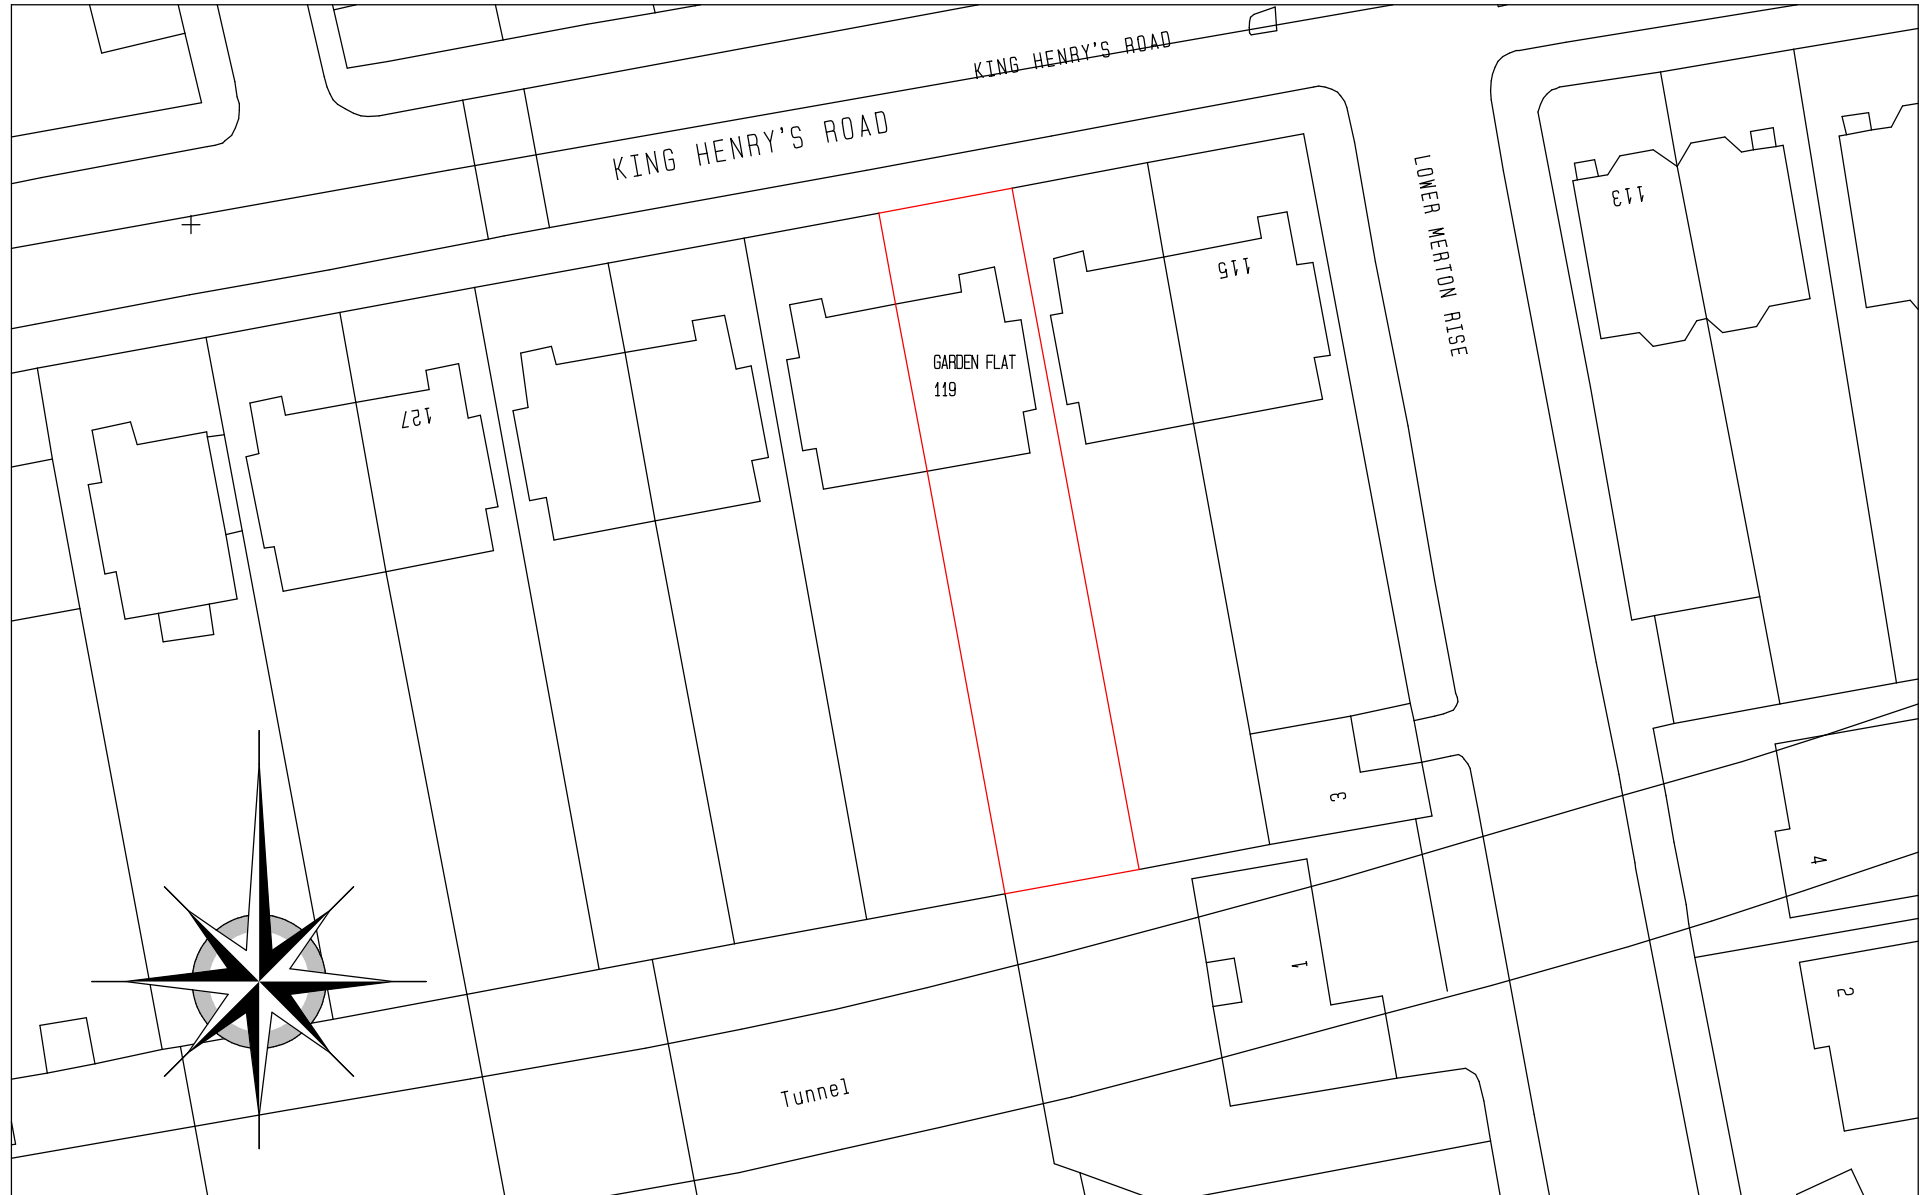 KING HENRY'S ROAD
KING HENRY'S ROAD
LOWER MERTON RISE
113
115
GARDEN FLAT
119
127
3
4
1
2
Tunnel